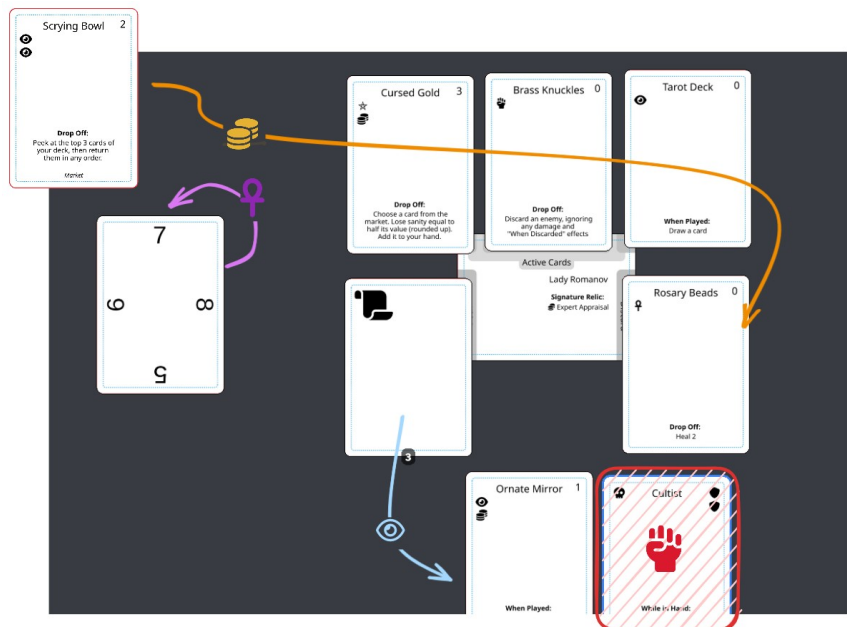 Scrying Bowl 2
Drop Off:
Peek at the top 3 cards of
your deck, then return
them in any order.
Market
Cursed Gold 3
Drop Off:
Choose a card from the
market. Lose sanity equal to
half its value (rounded up).
Add it to your hand.
Brass Knuckles 0
Drop Off:
Discard an enemy, ignoring
any damage and
"When Discarded" effects
Tarot Deck 0
When Played:
Draw a card
7
6
8
5
Active Cards
Lady Romanov
Signature Relic:
Expert Appraisal
Rosary Beads 0
Drop Off:
Heal 2
3
Ornate Mirror 1
When Played:
Cultist
While in Hand: